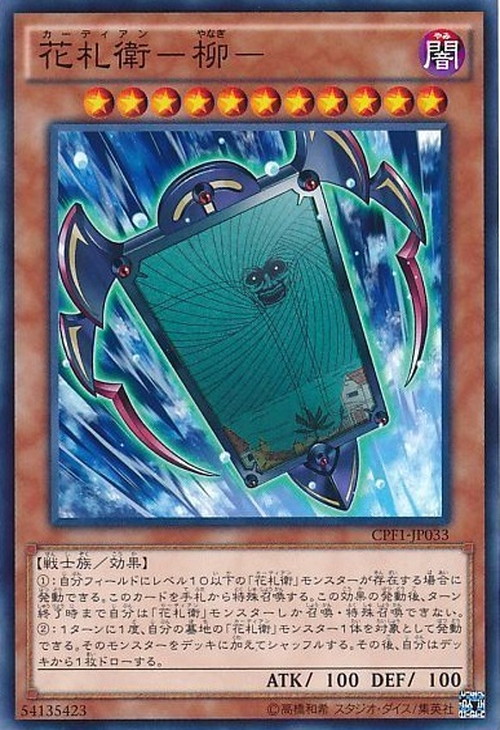 カーディアン やなぎ
花札衛－柳－
やみ
闇
CPF1-JP033
【戦士族／効果】
①：自分フィールドにレベル１０以下の「花札衛」モンスターが存在する場合に
発動できる。このカードを手札から特殊召喚する。この効果の発動後、ターン
終了時まで自分は「花札衛」モンスターしか召喚・特殊召喚できない。
②：１ターンに１度、自分の墓地の「花札衛」モンスター１体を対象として発動
できる。そのモンスターをデッキに加えてシャッフルする。その後、自分はデッ
キから１枚ドローする。
ATK/ 100 DEF/ 100
54135423
©高橋和希 スタジオ・ダイス/集英社